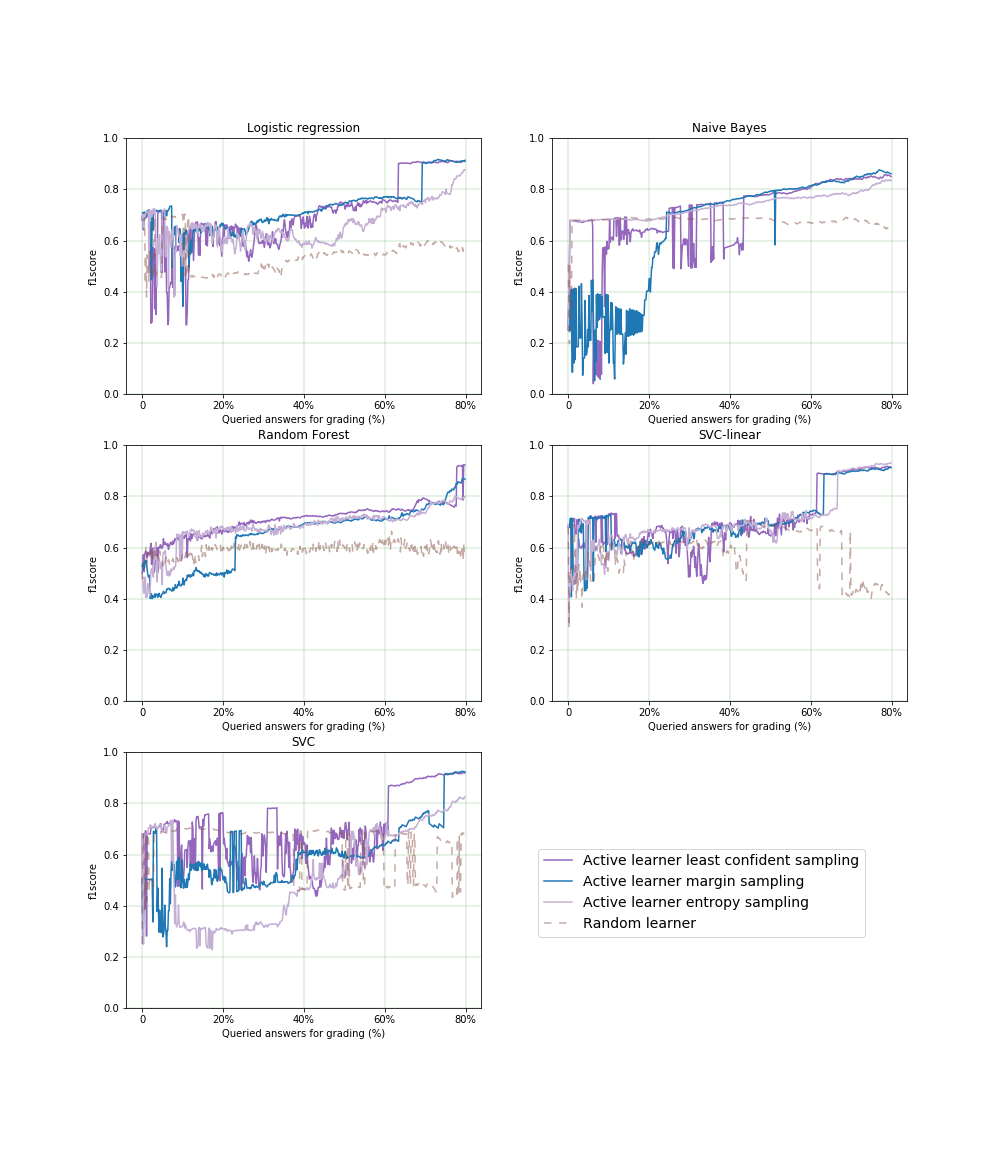 Logistic regression
1.0
0.8
0.6
0.4
0.2
0.0
f1score
0 20% 40% 60% 80%
Queried answers for grading (%)
Naive Bayes
1.0
0.8
0.6
0.4
0.2
0.0
f1score
0 20% 40% 60% 80%
Queried answers for grading (%)
Random Forest
1.0
0.8
0.6
0.4
0.2
0.0
f1score
0 20% 40% 60% 80%
Queried answers for grading (%)
SVC-linear
1.0
0.8
0.6
0.4
0.2
0.0
f1score
0 20% 40% 60% 80%
Queried answers for grading (%)
SVC
1.0
0.8
0.6
0.4
0.2
0.0
f1score
0 20% 40% 60% 80%
Queried answers for grading (%)
Active learner least confident sampling
Active learner margin sampling
Active learner entropy sampling
Random learner